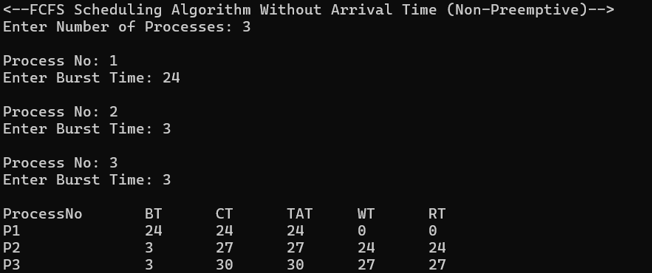 <--FCFS Scheduling Algorithm Without Arrival Time (Non-Preemptive)-->
Enter Number of Processes: 3
Process No: 1
Enter Burst Time: 24
Process No: 2
Enter Burst Time: 3
Process No: 3
Enter Burst Time: 3
ProcessNo BT CT TAT WT RT
P1 24 24 24 0 0
P2 3 27 27 24 24
P3 3 30 30 27 27